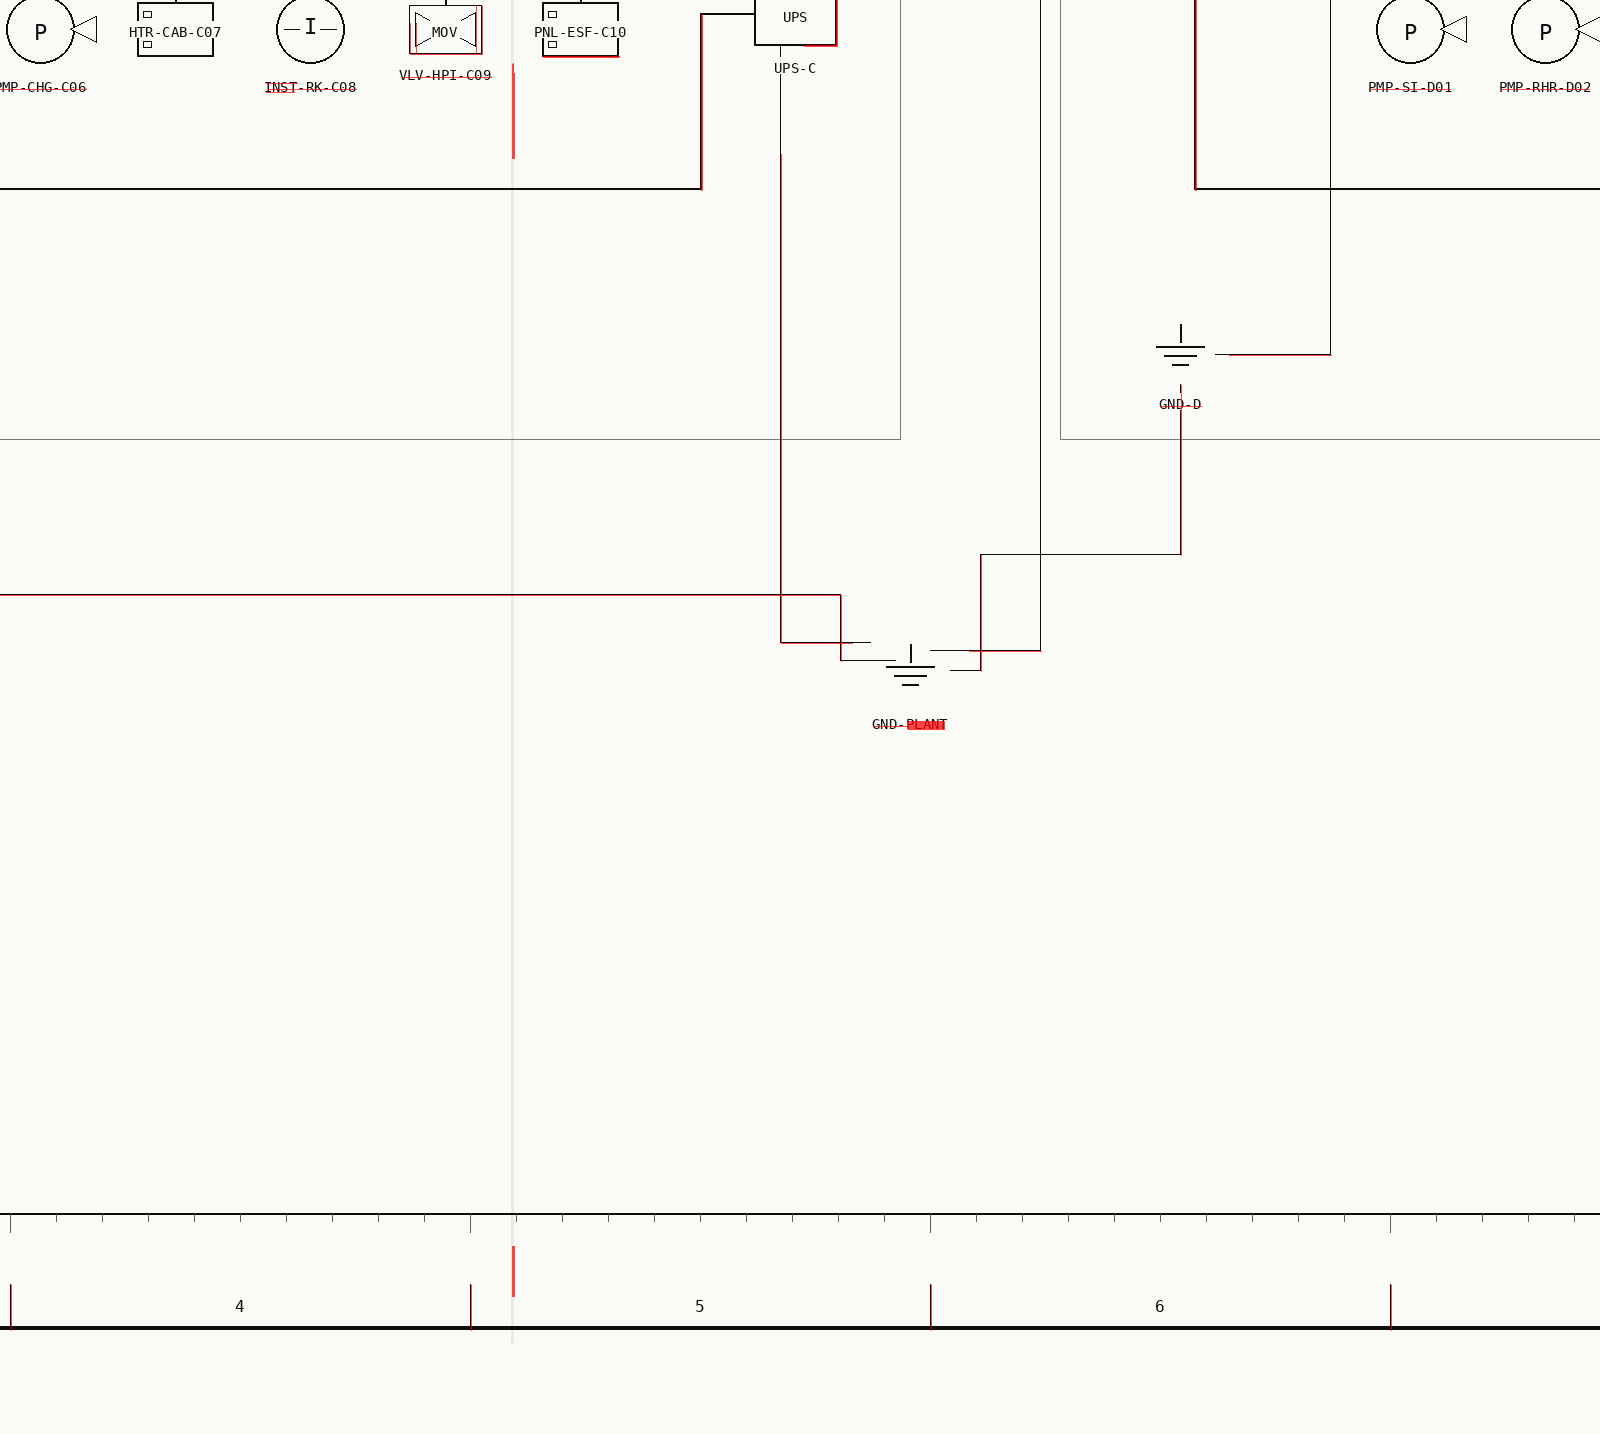 P
HTR-CAB-C07
I
MOV
PNL-ESF-C10
UPS
P
P
PMP-CHG-C06
INST-RK-C08
VLV-HPI-C09
UPS-C
PMP-SI-D01
PMP-RHR-D02
GND-D
GND-PLANT
4
5
6